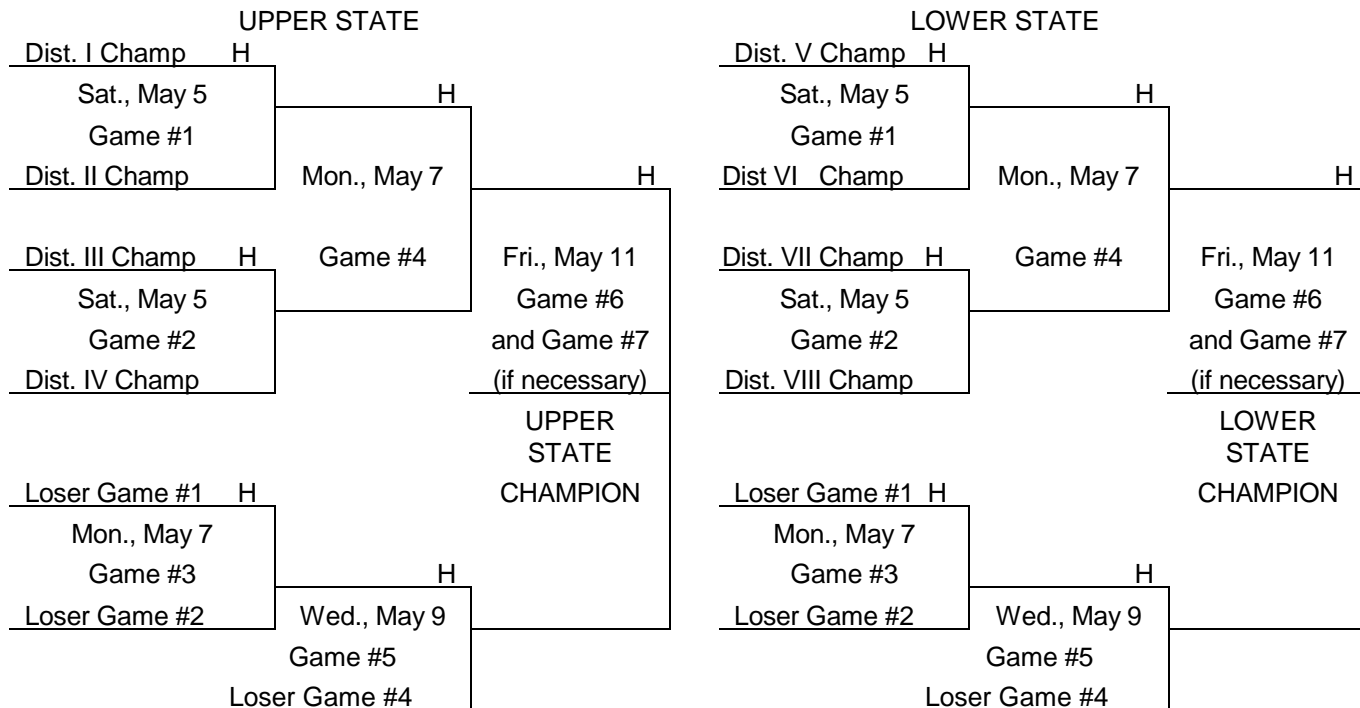 UPPER STATE
Dist. I Champ H
Sat., May 5
H
Game #1
Dist. II Champ
Mon., May 7
H
Dist. III Champ H
Game #4
Fri., May 11
Sat., May 5
Game #6
Game #2
and Game #7
Dist. IV Champ
(if necessary)
UPPER
STATE
Loser Game #1 H
CHAMPION
Mon., May 7
Game #3
H
Loser Game #2
Wed., May 9
Game #5
Loser Game #4
LOWER STATE
Dist. V Champ H
Sat., May 5
H
Game #1
Dist VI Champ
Mon., May 7
H
Dist. VII Champ H
Game #4
Fri., May 11
Sat., May 5
Game #6
Game #2
and Game #7
Dist. VIII Champ
(if necessary)
LOWER
STATE
Loser Game #1 H
CHAMPION
Mon., May 7
Game #3
H
Loser Game #2
Wed., May 9
Game #5
Loser Game #4